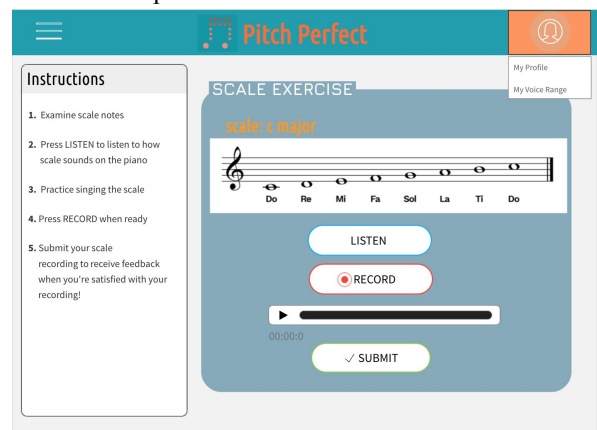 Pitch Perfect
My Profile
My Voice Range
Instructions
1. Examine scale notes
2. Press LISTEN to listen to how
scale sounds on the piano
3. Practice singing the scale
4. Press RECORD when ready
5. Submit your scale
recording to receive feedback
when you're satisfied with your
recording!
SCALE EXERCISE
scale: c major
Do Re Mi Fa Sol La Ti Do
LISTEN
RECORD
00:00:0
SUBMIT